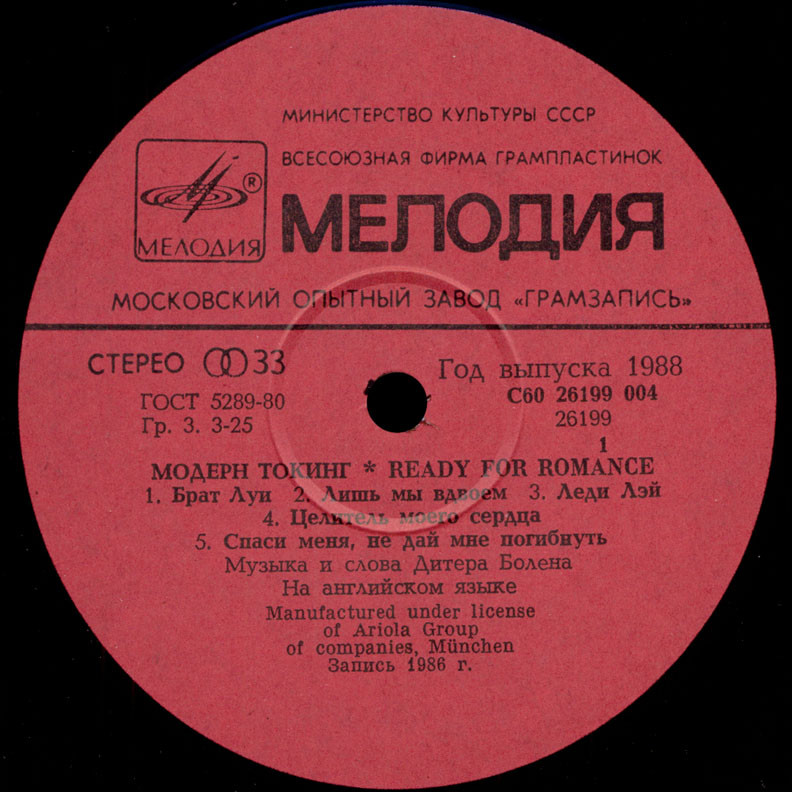 МИНИСТЕРСТВО КУЛЬТУРЫ СССР
ВСЕСОЮЗНАЯ ФИРМА ГРАМПЛАСТИНОК
®
МЕЛОДИЯ
МЕЛОДИЯ
МОСКОВСКИЙ ОПЫТНЫЙ ЗАВОД «ГРАМЗАПИСЬ»
СТЕРЕО 33
Год выпуска 1988
ГОСТ 5289-80
Гр. 3. 3-25
С60 26199 004
26199
1
МОДЕРН ТОКИНГ * READY FOR ROMANCE
1. Брат Луи 2. Лишь мы вдвоем 3. Леди Лэй
4. Целитель моего сердца
5. Спаси меня, не дай мне погибнуть
Музыка и слова Дитера Болена
На английском языке
Manufactured under license
of Ariola Group
of companies, München
Запись 1986 г.